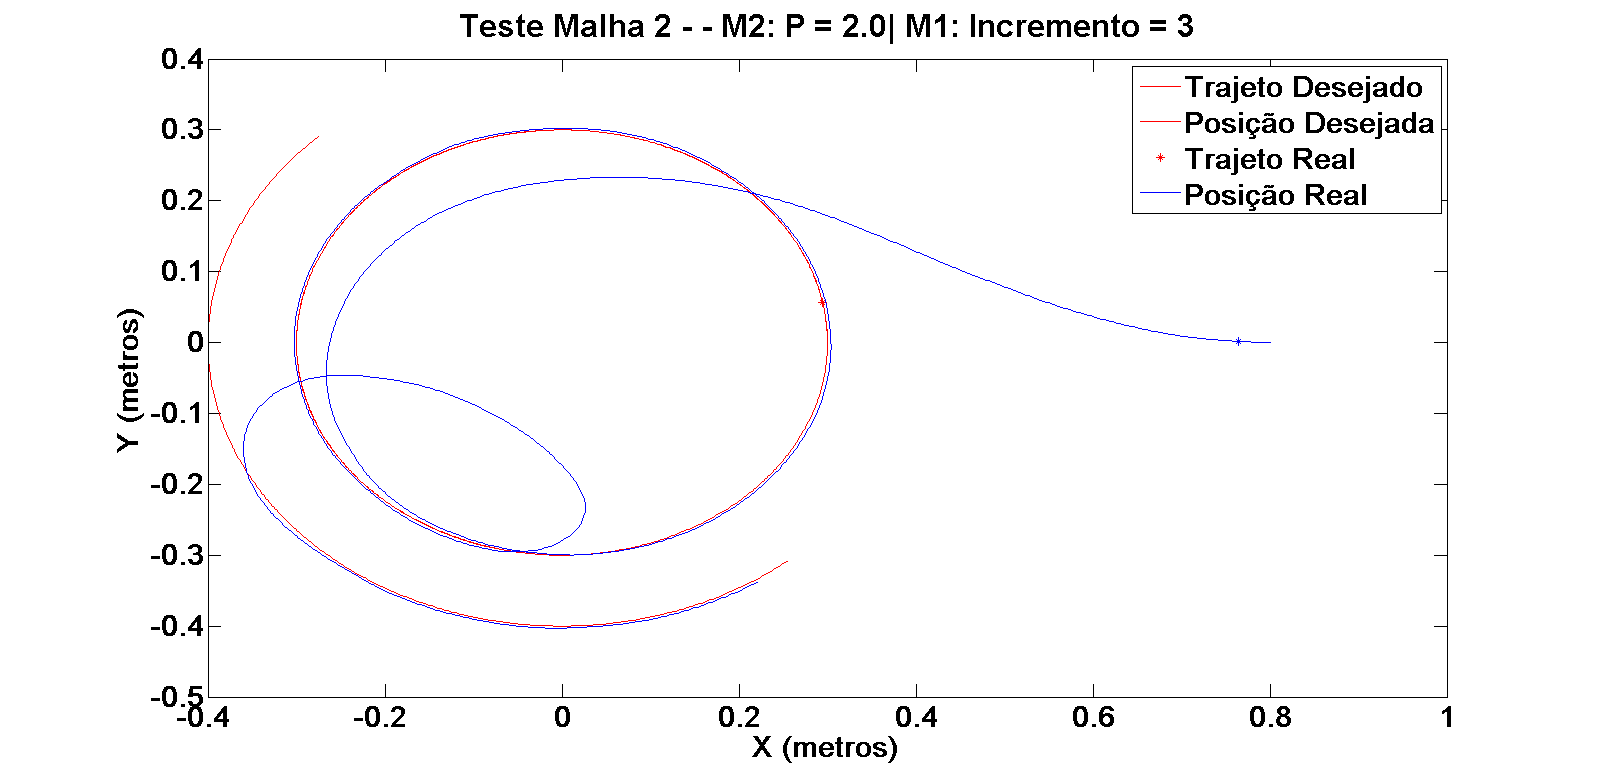 Teste Malha 2 - - M2: P = 2.0| M1: Incremento = 3
Trajeto Desejado
Posição Desejada
Trajeto Real
Posição Real
0.4
0.3
0.2
0.1
0
-0.1
-0.2
-0.3
-0.4
-0.5
Y (metros)
-0.4
-0.2
0
0.2
0.4
0.6
0.8
1
X (metros)